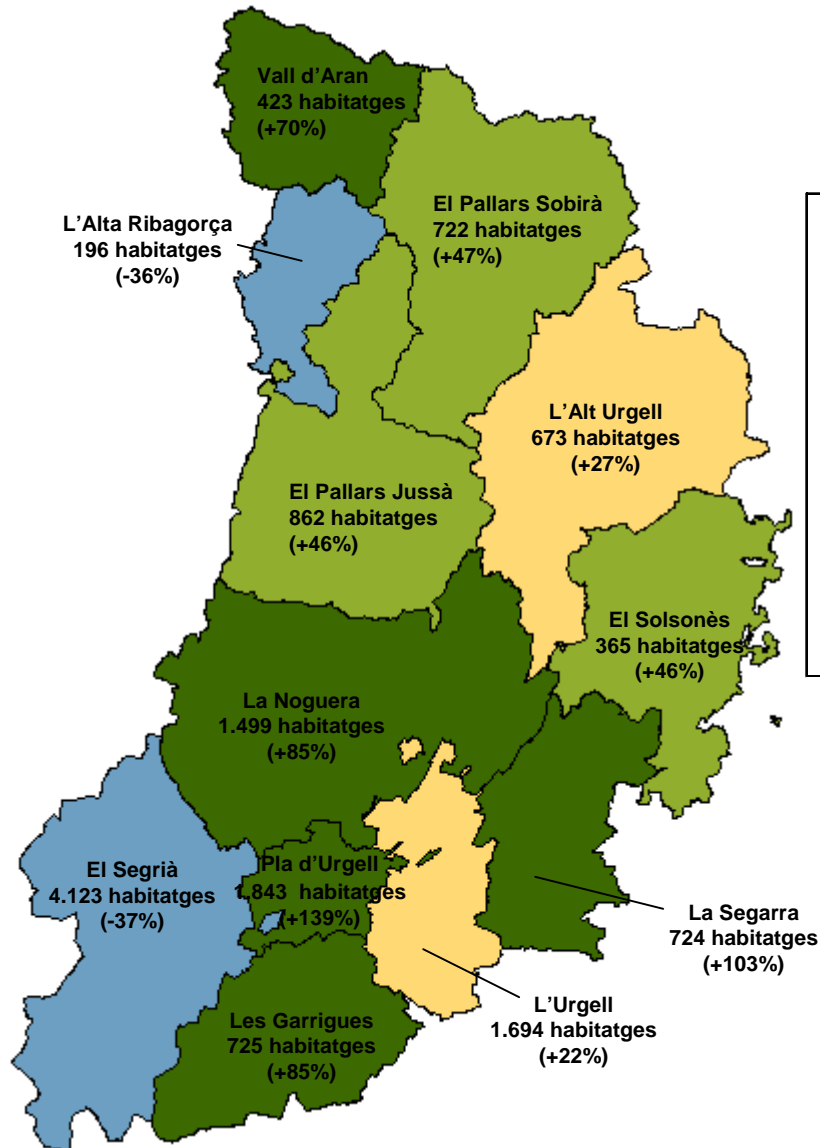 Vall d’Aran
423 habitatges
(+70%)
El Pallars Sobirà
722 habitatges
(+47%)
L’Alta Ribagorça
196 habitatges
(-36%)
L’Alt Urgell
673 habitatges
(+27%)
El Pallars Jussà
862 habitatges
(+46%)
El Solsonès
365 habitatges
(+46%)
La Noguera
1.499 habitatges
(+85%)
El Segrià
4.123 habitatges
(-37%)
Pla d’Urgell
1.843 habitatges
(+139%)
La Segarra
724 habitatges
(+103%)
L’Urgell
1.694 habitatges
(+22%)
Les Garrigues
725 habitatges
(+85%)